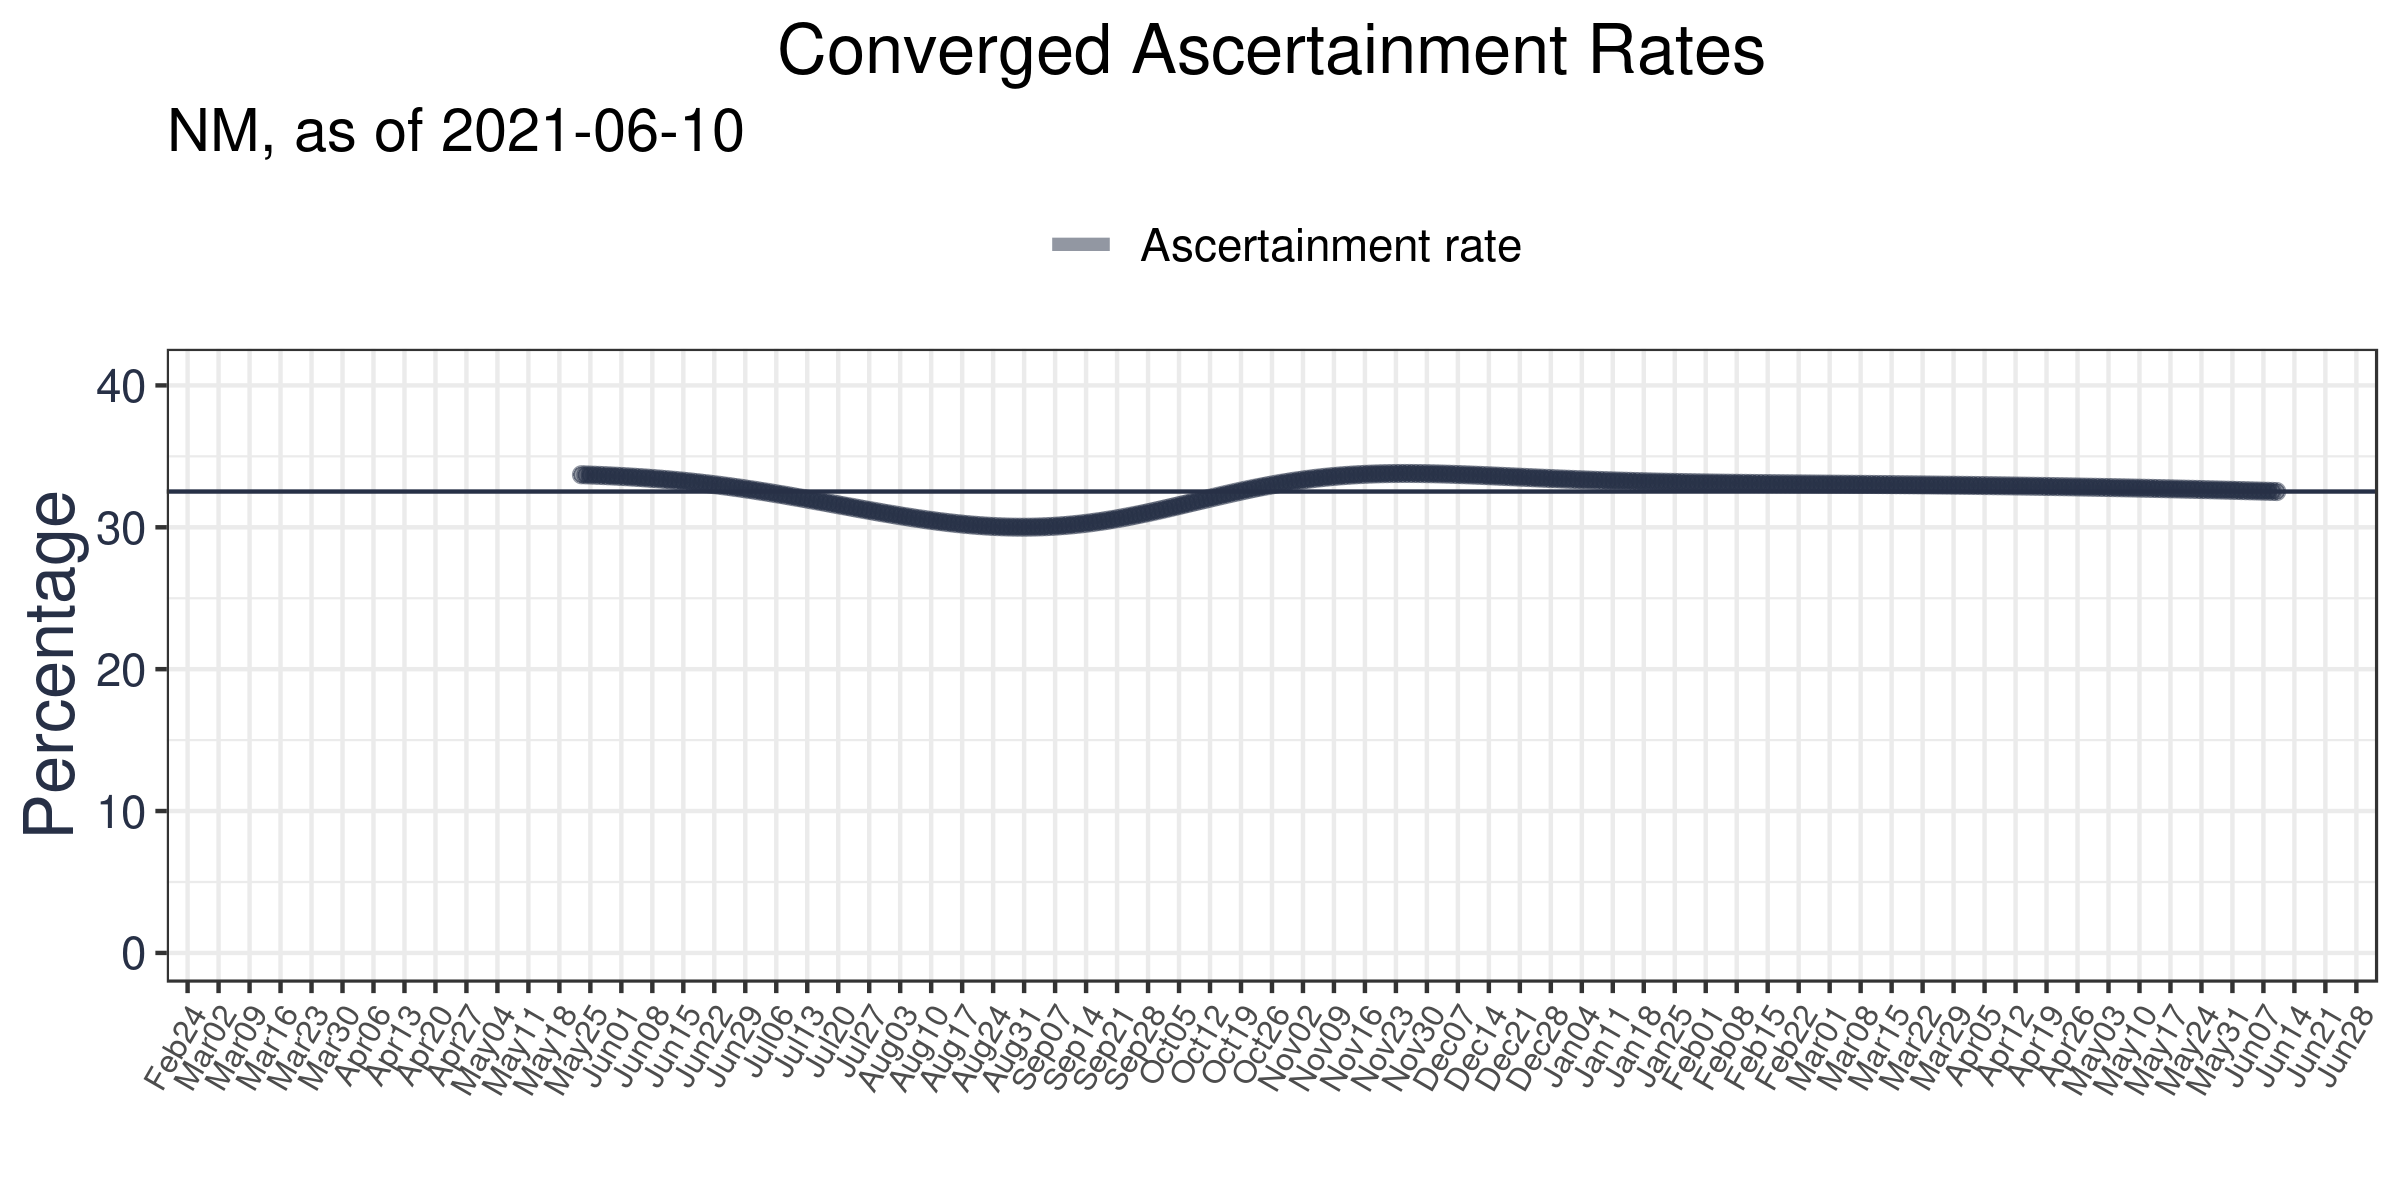 Converged Ascertainment Rates
NM, as of 2021-06-10
Ascertainment rate
Percentage
40
30
20
10
0
Feb24
Mar02
Mar09
Mar16
Mar23
Mar30
Apr06
Apr13
Apr20
Apr27
May04
May11
May18
May25
Jun01
Jun08
Jun15
Jun22
Jun29
Jul06
Jul13
Jul20
Jul27
Aug03
Aug10
Aug17
Aug24
Aug31
Sep07
Sep14
Sep21
Sep28
Oct05
Oct12
Oct19
Oct26
Nov02
Nov09
Nov16
Nov23
Nov30
Dec07
Dec14
Dec21
Dec28
Jan04
Jan11
Jan18
Jan25
Feb01
Feb08
Feb15
Feb22
Mar01
Mar08
Mar15
Mar22
Mar29
Apr05
Apr12
Apr19
Apr26
May03
May10
May17
May24
May31
Jun07
Jun14
Jun21
Jun28